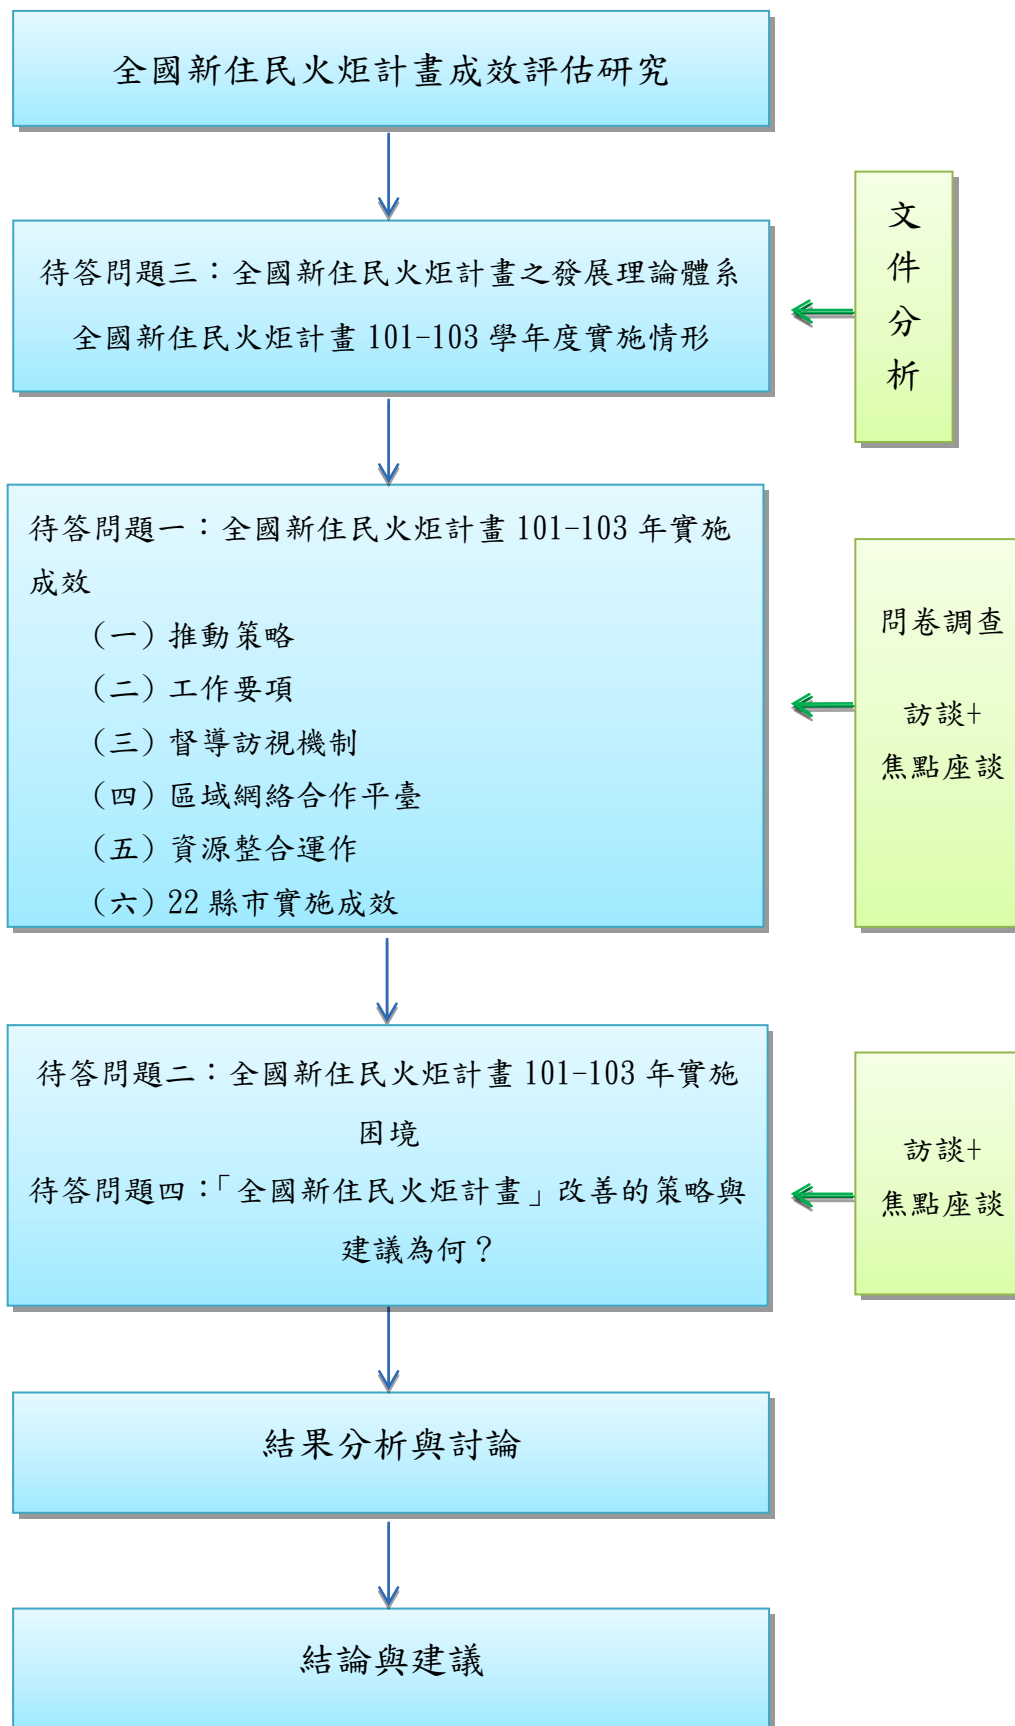 全國新住民火炬計畫成效評估研究
待答問題三：全國新住民火炬計畫之發展理論體系
全國新住民火炬計畫 101-103 學年度實施情形
文
件
分
析
待答問題一：全國新住民火炬計畫 101-103 年實施
成效
（一）推動策略
（二）工作要項
（三）督導訪視機制
（四）區域網絡合作平臺
（五）資源整合運作
（六）22 縣市實施成效
問卷調查
訪談+
焦點座談
待答問題二：全國新住民火炬計畫 101-103 年實施
困境
待答問題四：「全國新住民火炬計畫」改善的策略與
建議為何？
訪談+
焦點座談
結果分析與討論
結論與建議